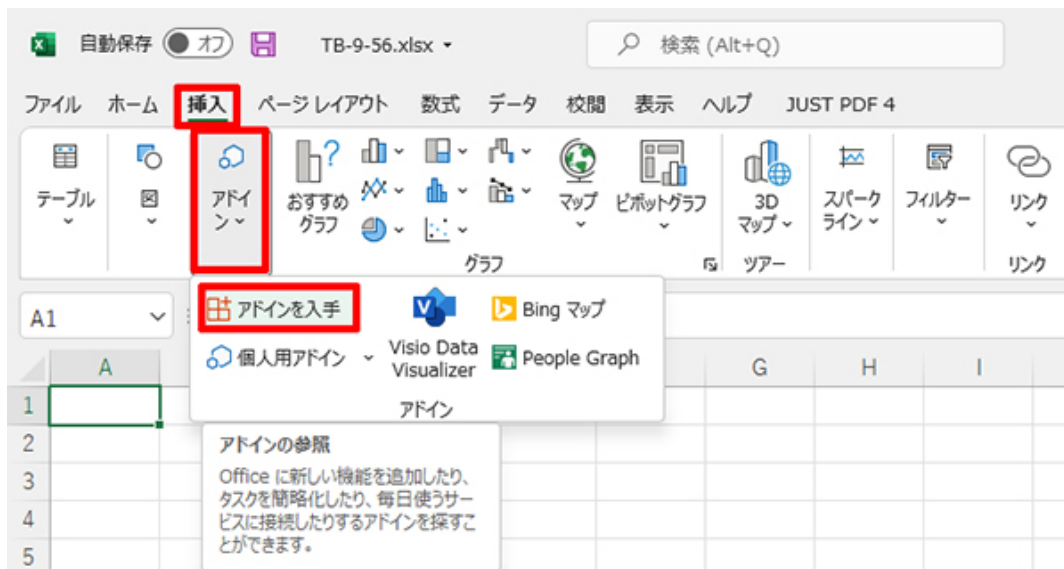 自動保存 オフ TB-9-56.xlsx 検索 (Alt+Q)
ファイル ホーム 挿入 ページ レイアウト 数式 データ 校閲 表示 ヘルプ JUST PDF 4
テーブル
図
アドイ
ン
おすすめ
グラフ
マップ
ピボットグラフ
3D
マップ
スパーク
ライン
フィルター
リンク
グラフ
ツアー
リンク
A1
アドインを入手
個人用アドイン
Visio Data
Visualizer
Bing マップ
People Graph
アドイン
A G H I
1
2
3
4
5
アドインの参照
Office に新しい機能を追加したり、
タスクを簡略化したり、毎日使うサー
ビスに接続したりするアドインを探すこ
とができます。